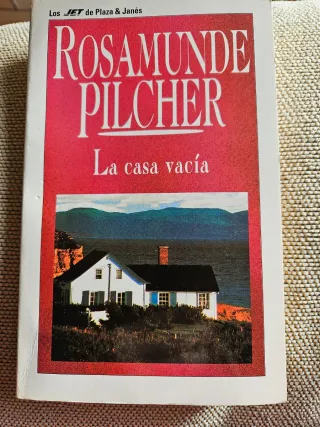 Los JET de Plaza & Janés
ROSAMUNDE
PILCHER
La casa vacía